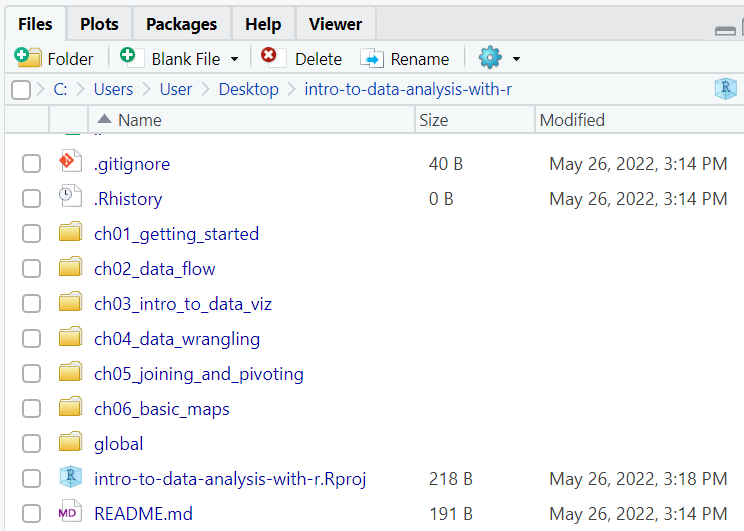 Files Plots Packages Help Viewer
Folder Blank File Delete Rename
C: Users User Desktop intro-to-data-analysis-with-r R
Name Size Modified
..
.gitignore 40 B May 26, 2022, 3:14 PM
.Rhistory 0 B May 26, 2022, 3:14 PM
ch01_getting_started
ch02_data_flow
ch03_intro_to_data_viz
ch04_data_wrangling
ch05_joining_and_pivoting
ch06_basic_maps
global
R intro-to-data-analysis-with-r.Rproj 218 B May 26, 2022, 3:18 PM
MD README.md 191 B May 26, 2022, 3:14 PM